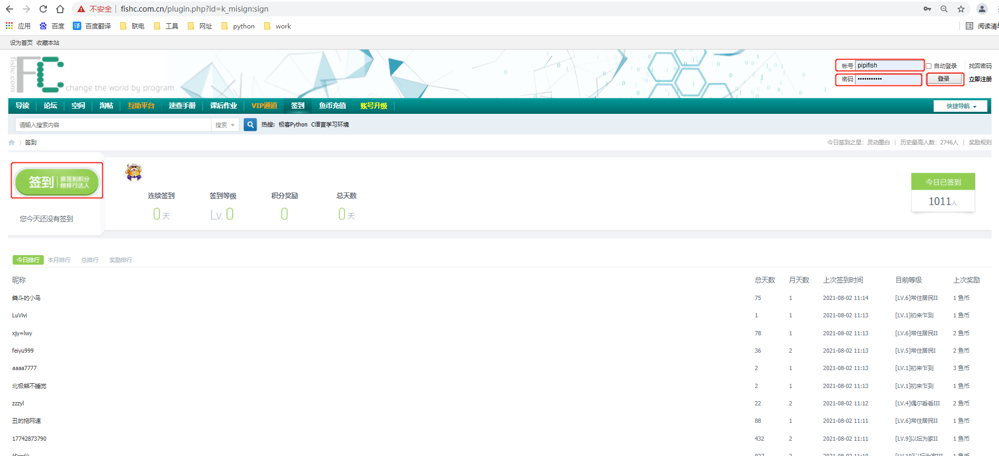 不安全 fishc.com.cn/plugin.php?id=k_misign:sign
应用 百度 译 百度翻译 联电 工具 网址 python work 阅读清单
设为首页 收藏本站
fishc.com FC change the world by program
帐号 pipifish 自动登录 找回密码
密码 ••••••••••• 登录 立即注册
导读 论坛 空间 淘帖 互助平台 速查手册 课后作业 VIP通道 签到 鱼币充值 账号升级 快捷导航
请输入搜索内容 搜索 热搜: 极客Python C语言学习环境
签到 今日签到之星: 灵动墨白 | 历史最高人数: 2746人 | 奖励规则
签到 赢签到积分
做排行达人
您今天还没有签到
连续签到 签到等级 积分奖励 总天数
0 天 Lv. 0 0 0 天
今日已签到
1011人
今日排行 本月排行 总排行 奖励排行
昵称 总天数 月天数 上次签到时间 目前等级 上次奖励
粪斗的小鸟 75 1 2021-08-02 11:14 [LV.6]常住居民II 1 鱼币
LuVivi 1 1 2021-08-02 11:13 [LV.1]初来乍到 1 鱼币
xjy=lwy 78 1 2021-08-02 11:13 [LV.6]常住居民II 2 鱼币
feiyu999 36 2 2021-08-02 11:13 [LV.5]常住居民I 2 鱼币
aaaa7777 2 1 2021-08-02 11:13 [LV.1]初来乍到 3 鱼币
北极熊不睡觉 2 1 2021-08-02 11:13 [LV.1]初来乍到 1 鱼币
zzzyl 22 2 2021-08-02 11:12 [LV.4]偶尔看看III 2 鱼币
丑的拖网速 88 1 2021-08-02 11:11 [LV.6]常住居民II 1 鱼币
17742873790 432 2 2021-08-02 11:11 [LV.9]以坛为家II 1 鱼币